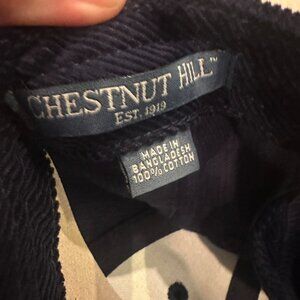 CHESTNUT HILL™
EST. 1919
MADE IN
BANGLADESH
100% COTTON